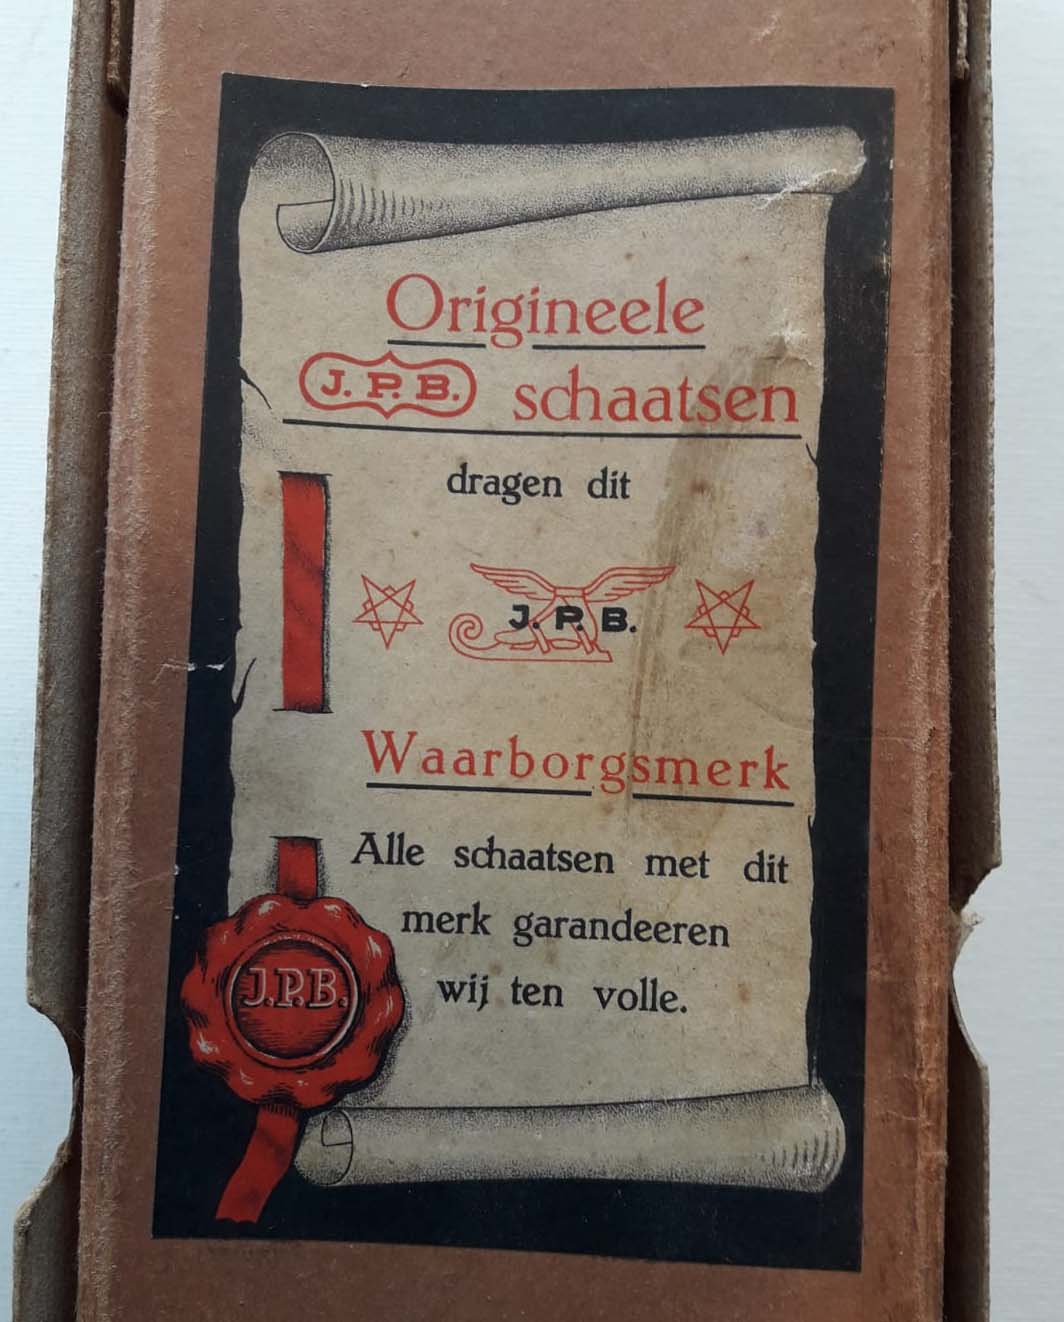 Origineele
J.P.B. schaatsen
dragen dit
J.P.B.
Waarborgsmerk
Alle schaatsen met dit
merk garandeeren
wij ten volle.
J.P.B.